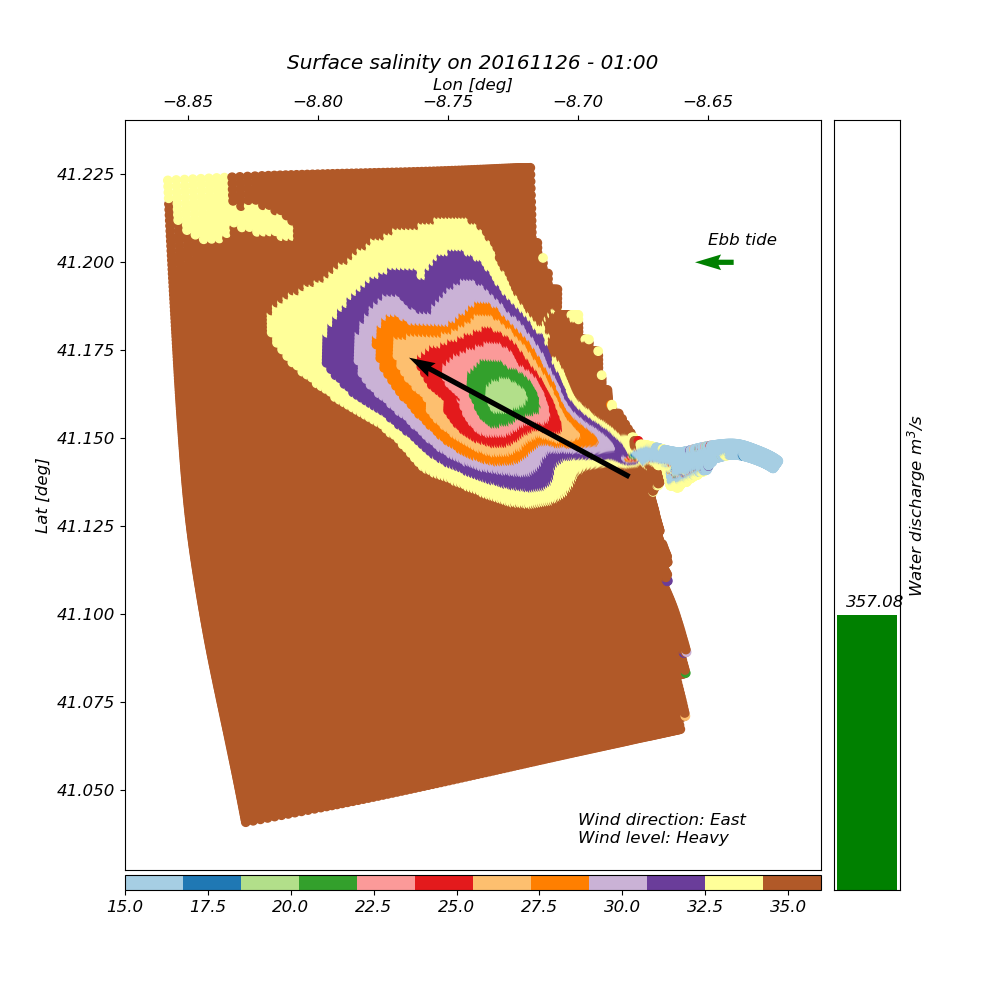 Surface salinity on 20161126 - 01:00
Lon [deg]
−8.85 −8.80 −8.75 −8.70 −8.65
41.225
41.200
41.175
41.150
41.125
41.100
41.075
41.050
Lat [deg]
Ebb tide
Wind direction: East
Wind level: Heavy
357.08
Water discharge m³/s
15.0 17.5 20.0 22.5 25.0 27.5 30.0 32.5 35.0